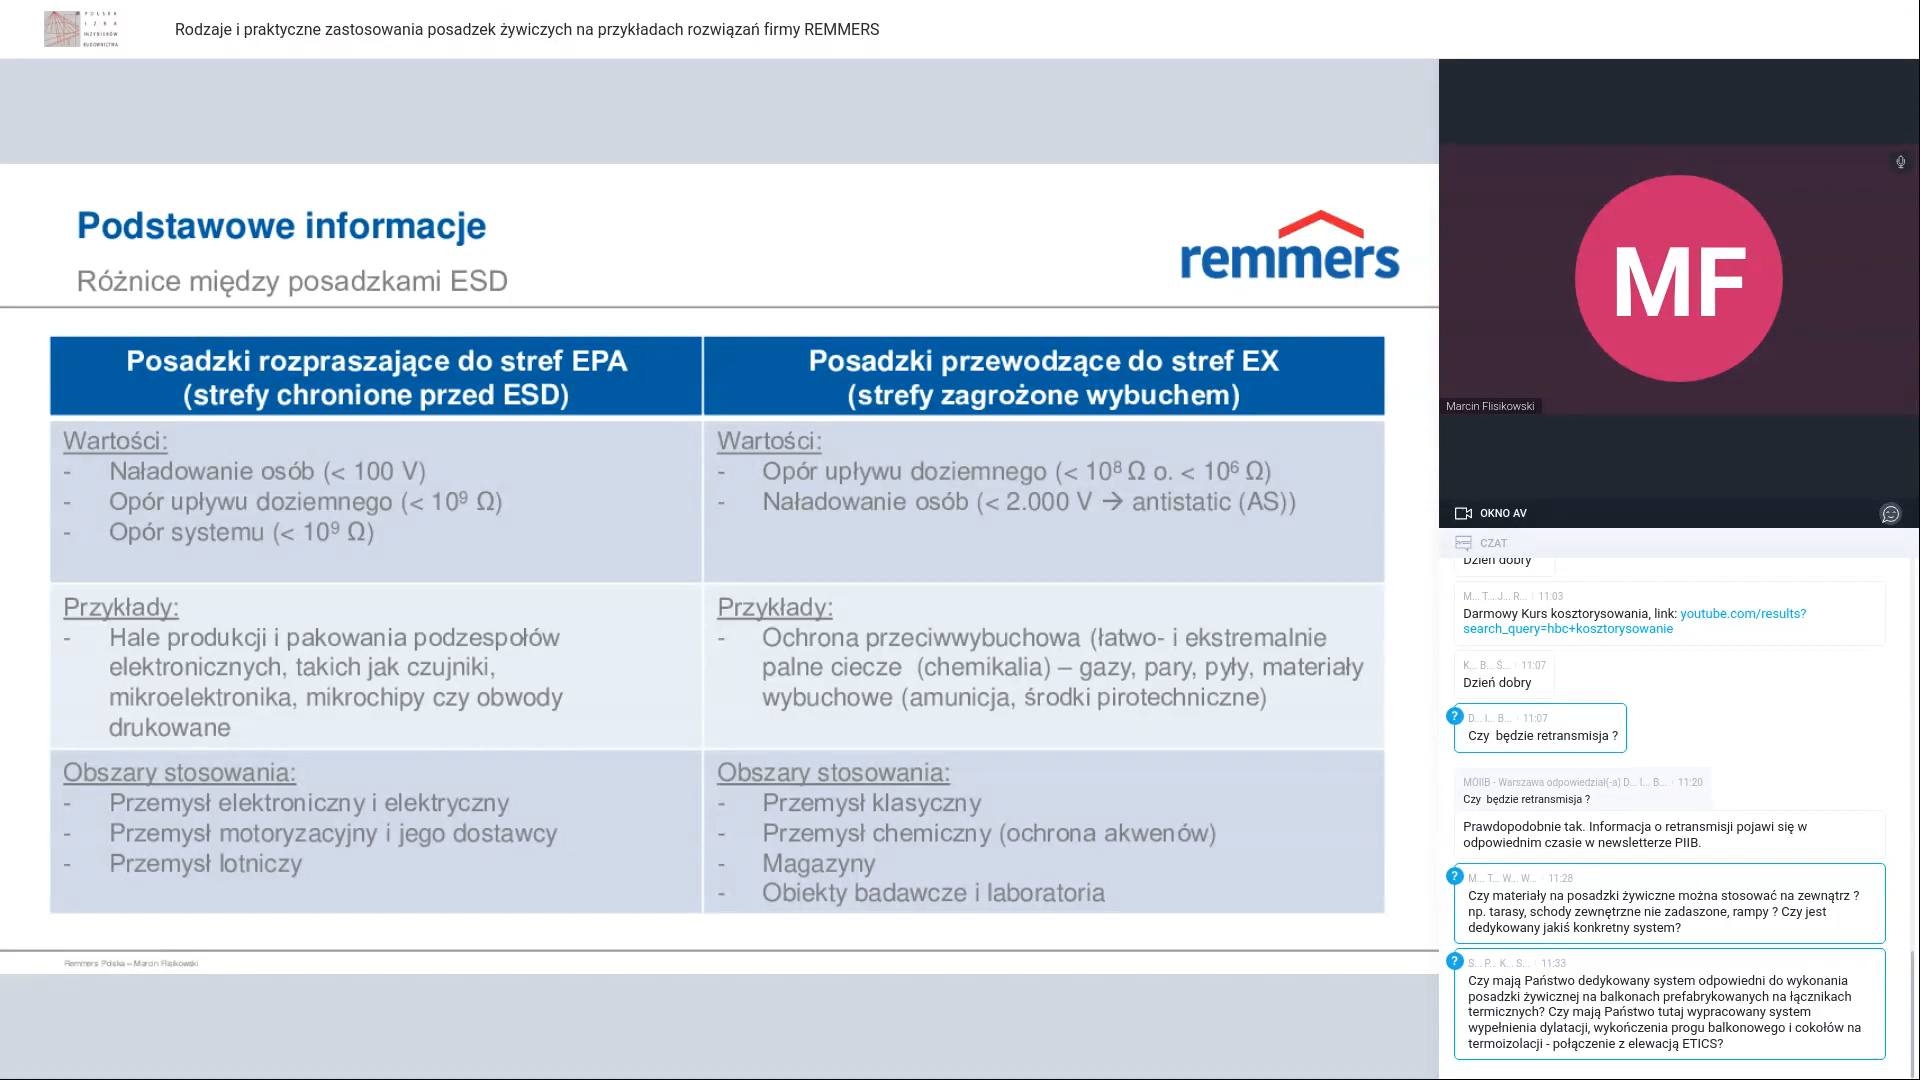 POLSKA
IZBA
INŻYNIERÓW
BUDOWNICTWA
Rodzaje i praktyczne zastosowania posadzek żywicznych na przykładach rozwiązań firmy REMMERS
Podstawowe informacje
Różnice między posadzkami ESD
remmers
Posadzki rozpraszające do stref EPA
(strefy chronione przed ESD)
Wartości:
- Naładowanie osób (< 100 V)
- Opór upływu doziemnego (< 10⁹ Ω)
- Opór systemu (< 10⁹ Ω)
Posadzki przewodzące do stref EX
(strefy zagrożone wybuchem)
Wartości:
- Opór upływu doziemnego (< 10⁸ Ω o. < 10⁶ Ω)
- Naładowanie osób (< 2.000 V → antistatic (AS))
Przykłady:
- Hale produkcji i pakowania podzespołów
elektronicznych, takich jak czujniki,
mikroelektronika, mikrochipy czy obwody
drukowane
Przykłady:
- Ochrona przeciwwybuchowa (łatwo- i ekstremalnie
palne ciecze (chemikalia) – gazy, pary, pyły, materiały
wybuchowe (amunicja, środki pirotechniczne)
Obszary stosowania:
- Przemysł elektroniczny i elektryczny
- Przemysł motoryzacyjny i jego dostawcy
- Przemysł lotniczy
Obszary stosowania:
- Przemysł klasyczny
- Przemysł chemiczny (ochrona akwenów)
- Magazyny
- Obiekty badawcze i laboratoria
Remmers Polska – Marcin Flisikowski
MF
Marcin Flisikowski
OKNO AV
CZAT
Dzień dobry
M... T... J... R... 11:03
Darmowy Kurs kosztorysowania, link: youtube.com/results?
search_query=hbc+kosztorysowanie
K... B... Ś... 11:07
Dzień dobry
?
D... I... B... 11:07
Czy będzie retransmisja ?
MOIIB - Warszawa odpowiedział(-a) D... I... B... 11:20
Czy będzie retransmisja ?
Prawdopodobnie tak. Informacja o retransmisji pojawi się w
odpowiednim czasie w newsletterze PIIB.
?
M... T... W... W... 11:28
Czy materiały na posadzki żywiczne można stosować na zewnątrz ?
np. tarasy, schody zewnętrzne nie zadaszone, rampy ? Czy jest
dedykowany jakiś konkretny system?
?
S... P... K... S... 11:33
Czy mają Państwo dedykowany system odpowiedni do wykonania
posadzki żywicznej na balkonach prefabrykowanych na łącznikach
termicznych? Czy mają Państwo tutaj wypracowany system
wypełnienia dylatacji, wykończenia progu balkonowego i cokołów na
termoizolacji - połączenie z elewacją ETICS?